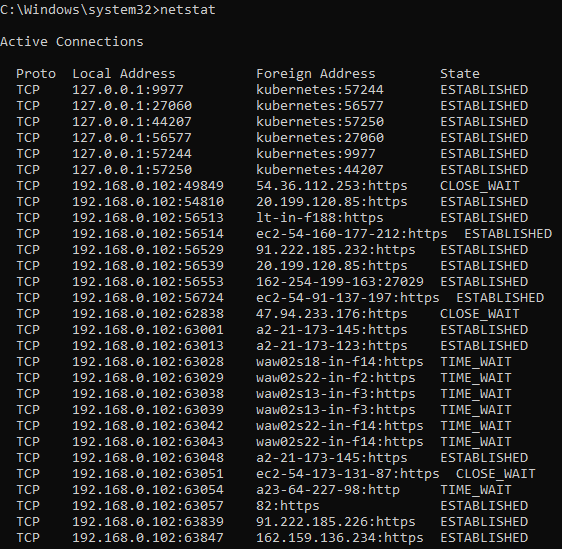 C:\Windows\system32>netstat
Active Connections
Proto  Local Address          Foreign Address        State
TCP    127.0.0.1:9977         kubernetes:57244       ESTABLISHED
TCP    127.0.0.1:27060        kubernetes:56577       ESTABLISHED
TCP    127.0.0.1:44207        kubernetes:57250       ESTABLISHED
TCP    127.0.0.1:56577        kubernetes:27060       ESTABLISHED
TCP    127.0.0.1:57244        kubernetes:9977        ESTABLISHED
TCP    127.0.0.1:57250        kubernetes:44207       ESTABLISHED
TCP    192.168.0.102:49849    54.36.112.253:https    CLOSE_WAIT
TCP    192.168.0.102:54810    20.199.120.85:https    ESTABLISHED
TCP    192.168.0.102:56513    lt-in-f188:https       ESTABLISHED
TCP    192.168.0.102:56514    ec2-54-160-177-212:https  ESTABLISHED
TCP    192.168.0.102:56529    91.222.185.232:https   ESTABLISHED
TCP    192.168.0.102:56539    20.199.120.85:https    ESTABLISHED
TCP    192.168.0.102:56553    162-254-199-163:27029  ESTABLISHED
TCP    192.168.0.102:56724    ec2-54-91-137-197:https  ESTABLISHED
TCP    192.168.0.102:62838    47.94.233.176:https    CLOSE_WAIT
TCP    192.168.0.102:63001    a2-21-173-145:https    ESTABLISHED
TCP    192.168.0.102:63013    a2-21-173-123:https    ESTABLISHED
TCP    192.168.0.102:63028    waw02s18-in-f14:https  TIME_WAIT
TCP    192.168.0.102:63029    waw02s22-in-f2:https   TIME_WAIT
TCP    192.168.0.102:63038    waw02s13-in-f3:https   TIME_WAIT
TCP    192.168.0.102:63039    waw02s13-in-f3:https   TIME_WAIT
TCP    192.168.0.102:63042    waw02s22-in-f14:https  TIME_WAIT
TCP    192.168.0.102:63043    waw02s22-in-f14:https  TIME_WAIT
TCP    192.168.0.102:63048    a2-21-173-145:https    ESTABLISHED
TCP    192.168.0.102:63051    ec2-54-173-131-87:https  CLOSE_WAIT
TCP    192.168.0.102:63054    a23-64-227-98:http     TIME_WAIT
TCP    192.168.0.102:63057    82:https               ESTABLISHED
TCP    192.168.0.102:63839    91.222.185.226:https   ESTABLISHED
TCP    192.168.0.102:63847    162.159.136.234:https  ESTABLISHED